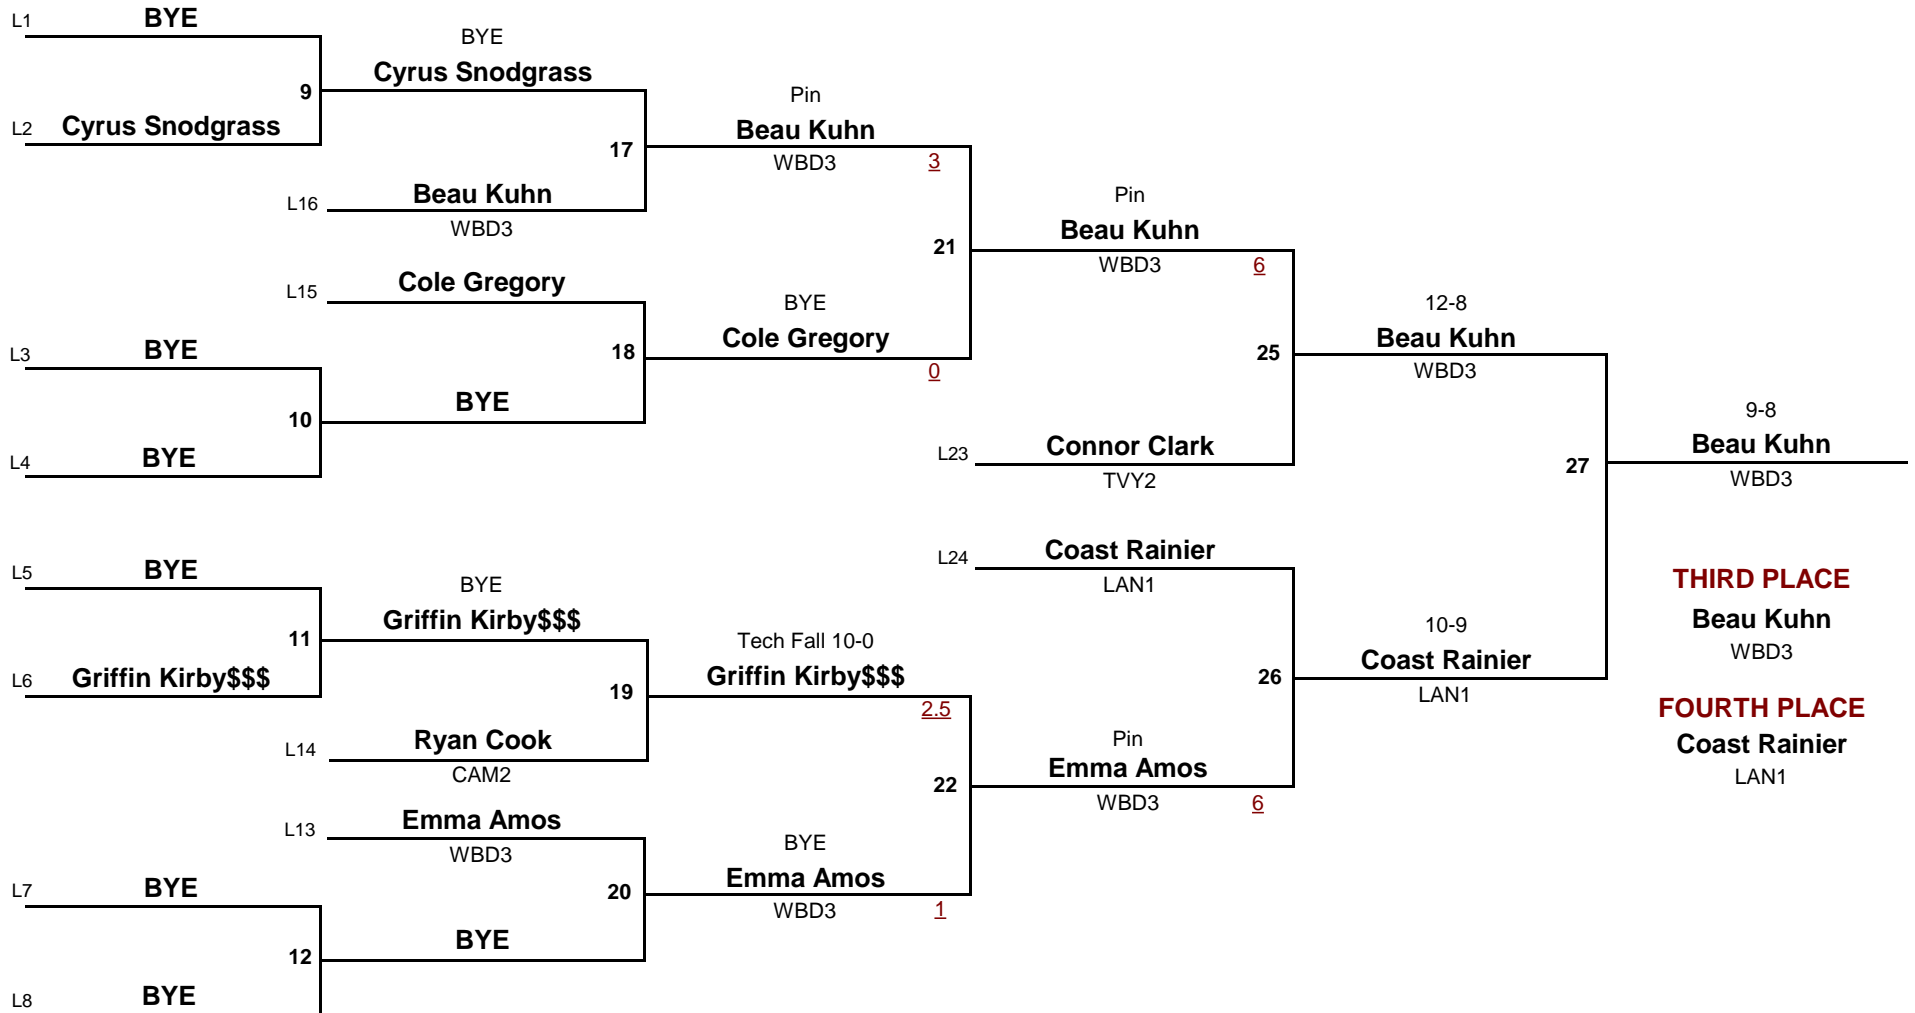 L1 BYE
BYE
Cyrus Snodgrass
9
L2 Cyrus Snodgrass
Pin
Beau Kuhn
17
WBD3 3
L16 Beau Kuhn
WBD3
Pin
Beau Kuhn
21
WBD3 6
L15 Cole Gregory
BYE
Cole Gregory
18
0
L3 BYE
10 BYE
L4 BYE
12-8
Beau Kuhn
25
WBD3
L23 Connor Clark
TVY2
9-8
Beau Kuhn
27
WBD3
L24 Coast Rainier
LAN1
L5 BYE
BYE
Griffin Kirby$$$
11
L6 Griffin Kirby$$$
Tech Fall 10-0
Griffin Kirby$$$
19
2.5
L14 Ryan Cook
CAM2
10-9
Coast Rainier
26
LAN1
THIRD PLACE
Beau Kuhn
WBD3
FOURTH PLACE
Coast Rainier
LAN1
Pin
Emma Amos
22
WBD3 6
L13 Emma Amos
WBD3
BYE
Emma Amos
20
WBD3 1
L7 BYE
BYE
12
L8 BYE